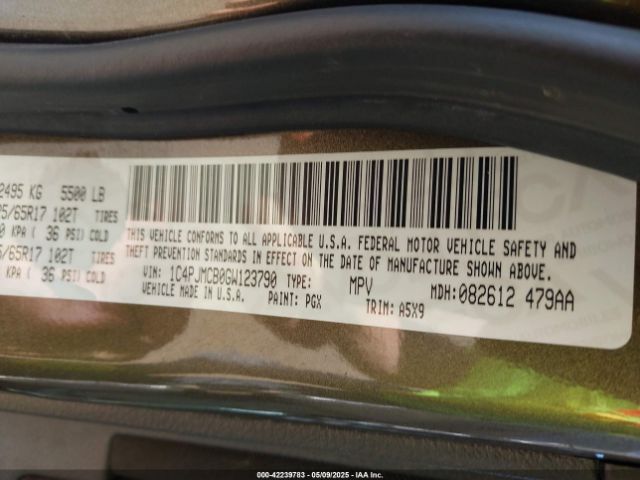 2495 KG 5500 LB
5/65R17 102T TIRES
0 KPA ( 36 PSI) COLD
5/65R17 102T TIRES
KPA ( 36 PSI) COLD
THIS VEHICLE CONFORMS TO ALL APPLICABLE U.S.A. FEDERAL MOTOR VEHICLE SAFETY AND
THEFT PREVENTION STANDARDS IN EFFECT ON THE DATE OF MANUFACTURE SHOWN ABOVE.
VIN: 1C4PJMCB0GW123790 TYPE: MPV MDH: 082612 479AA
VEHICLE MADE IN U.S.A. PAINT: PGX TRIM: A5X9
000-42239783 — 05/09/2025 — IAA Inc.